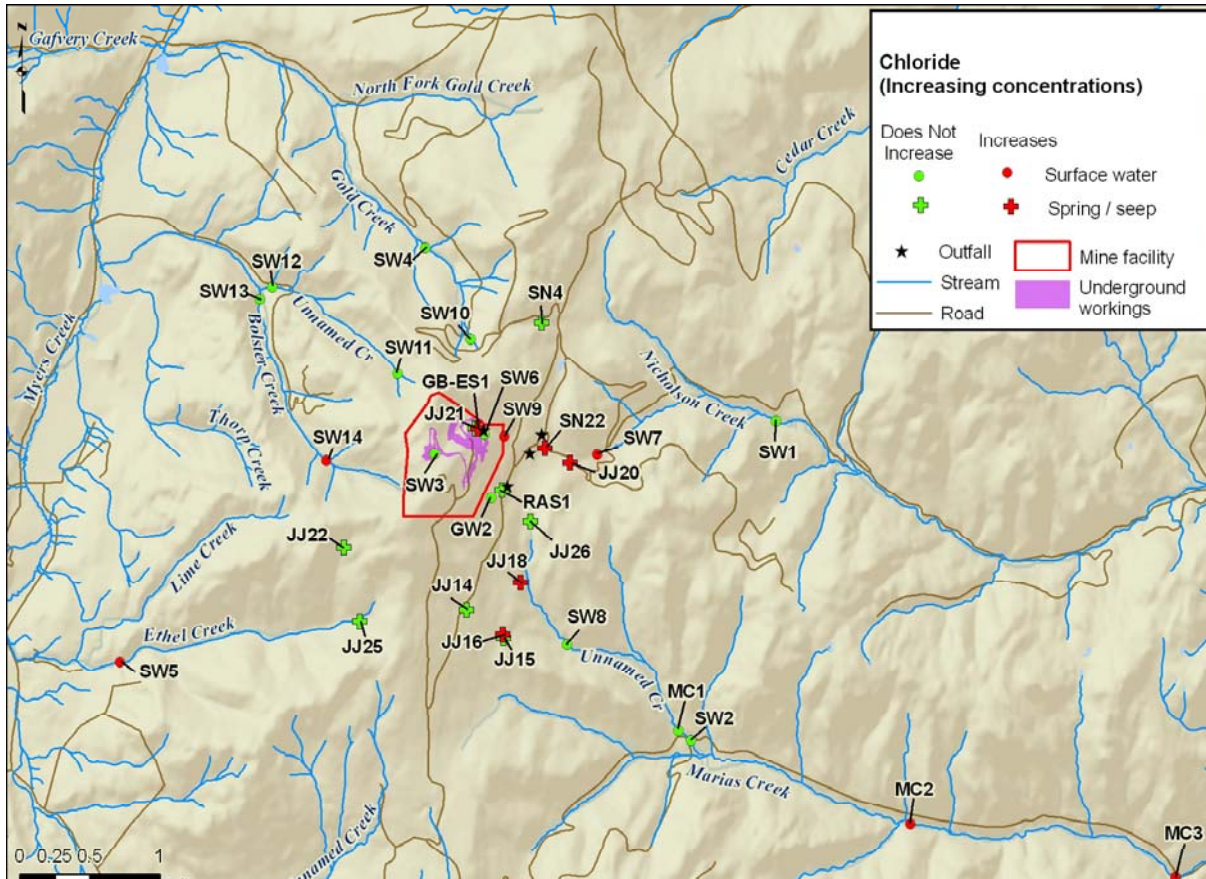 Gafvery Creek
z
North Fork Gold Creek
Cedar Creek
Chloride
(Increasing concentrations)
Does Not
Increase
Increases
Surface water
Spring / seep
Outfall
Mine facility
Stream
Underground
workings
Road
Gold Creek
SW4
SW12
SW13
Unnamed Cr
Bolster Creek
Myers Creek
SW10
SN4
SW11
GB-ES1
SW6
JJ21
SW9
Nicholson Creek
SW1
Thorp Creek
SW14
SW3
SN22
SW7
JJ20
RAS1
GW2
JJ26
Lime Creek
JJ22
JJ18
JJ14
Ethel Creek
JJ25
SW5
JJ16
JJ15
SW8
Unnamed Cr
MC1
SW2
Marias Creek
MC2
MC3
nnamed Creek
0 0.25 0.5 1